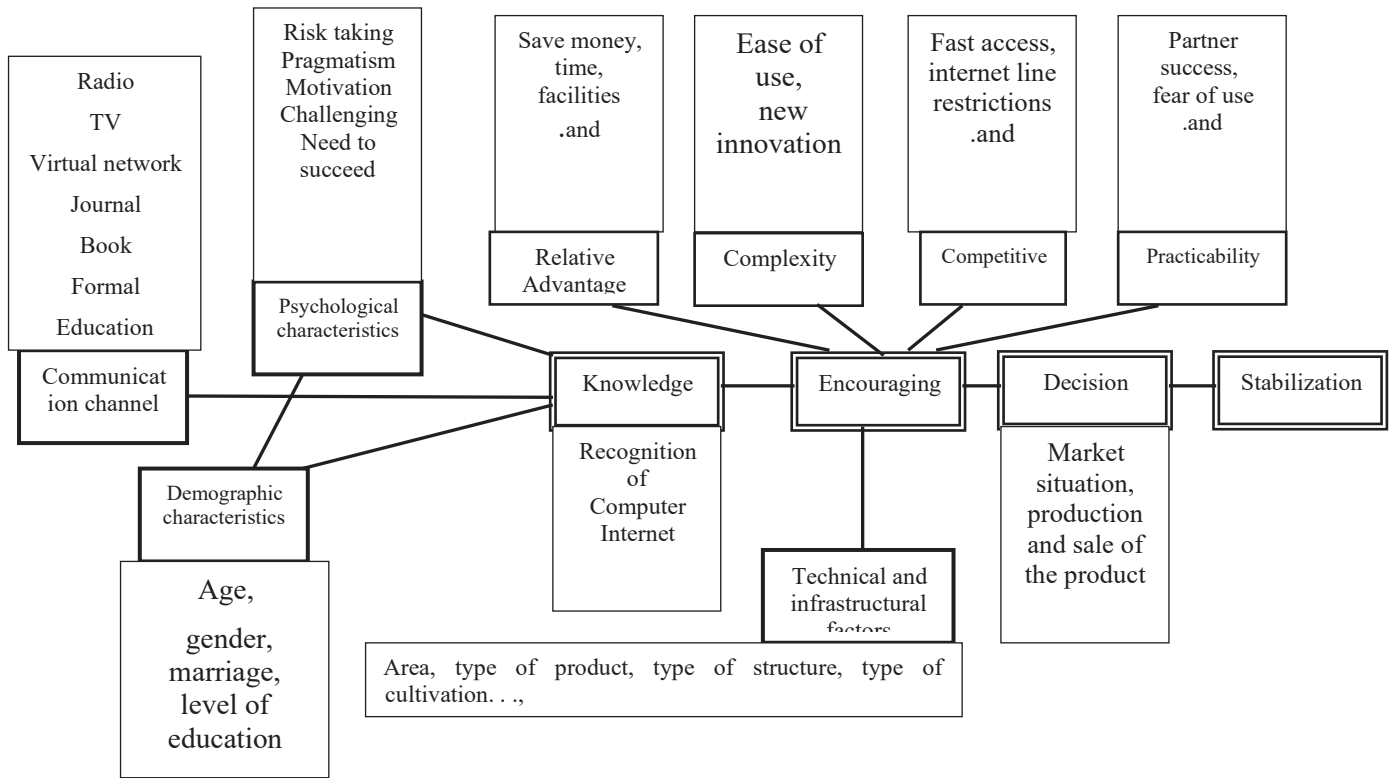 Radio
TV
Virtual network
Journal
Book
Formal
Education
Communicat
ion channel
Risk taking
Pragmatism
Motivation
Challenging
Need to
succeed
Psychological
characteristics
Save money,
time,
facilities
.and
Relative
Advantage
Ease of
use,
new
innovation
Complexity
Fast access,
internet line
restrictions
.and
Competitive
Partner
success,
fear of use
.and
Practicability
Knowledge
Recognition
of
Computer
Internet
Encouraging
Decision
Market
situation,
production
and sale of
the product
Stabilization
Demographic
characteristics
Age,
gender,
marriage,
level of
education
Technical and
infrastructural
factors
Area, type of product, type of structure, type of
cultivation. . .,